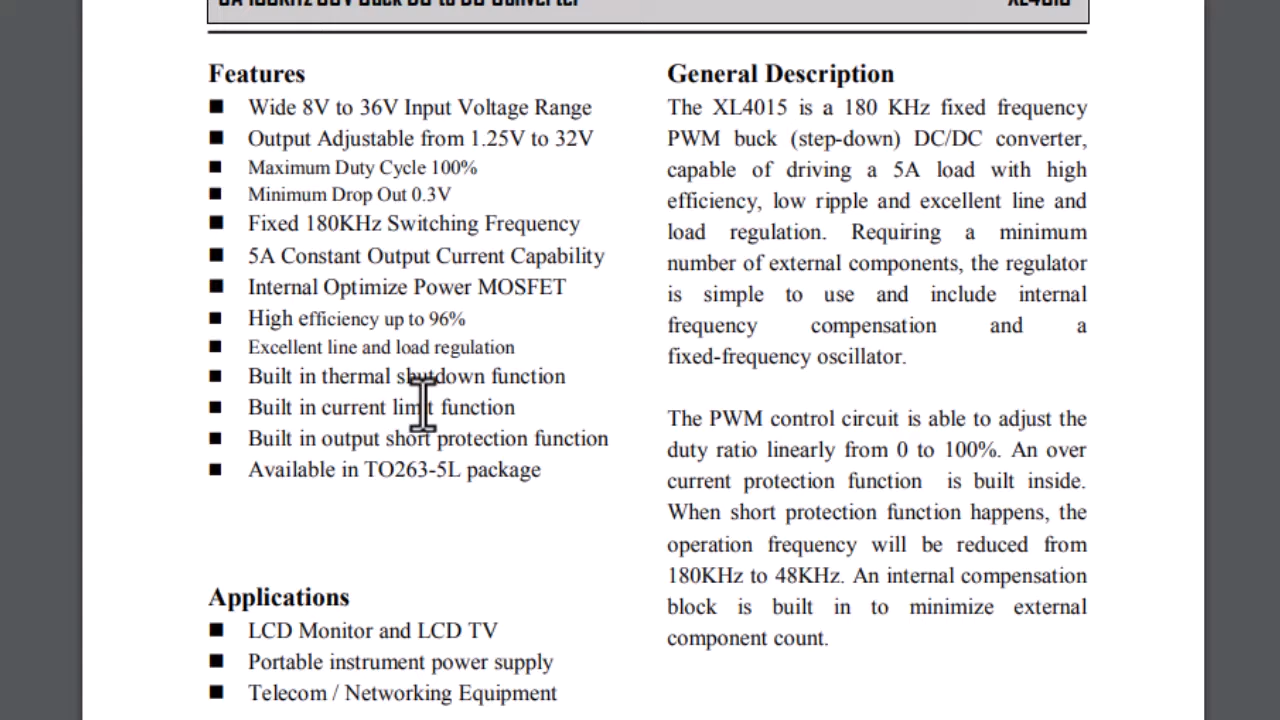 5A 180KHz 36V Buck DC to DC Converter XL4015
Features
Wide 8V to 36V Input Voltage Range
Output Adjustable from 1.25V to 32V
Maximum Duty Cycle 100%
Minimum Drop Out 0.3V
Fixed 180KHz Switching Frequency
5A Constant Output Current Capability
Internal Optimize Power MOSFET
High efficiency up to 96%
Excellent line and load regulation
Built in thermal shutdown function
Built in current limit function
Built in output short protection function
Available in TO263-5L package
Applications
LCD Monitor and LCD TV
Portable instrument power supply
Telecom / Networking Equipment
General Description
The XL4015 is a 180 KHz fixed frequency
PWM buck (step-down) DC/DC converter,
capable of driving a 5A load with high
efficiency, low ripple and excellent line and
load regulation. Requiring a minimum
number of external components, the regulator
is simple to use and include internal
frequency compensation and a
fixed-frequency oscillator.
The PWM control circuit is able to adjust the
duty ratio linearly from 0 to 100%. An over
current protection function is built inside.
When short protection function happens, the
operation frequency will be reduced from
180KHz to 48KHz. An internal compensation
block is built in to minimize external
component count.